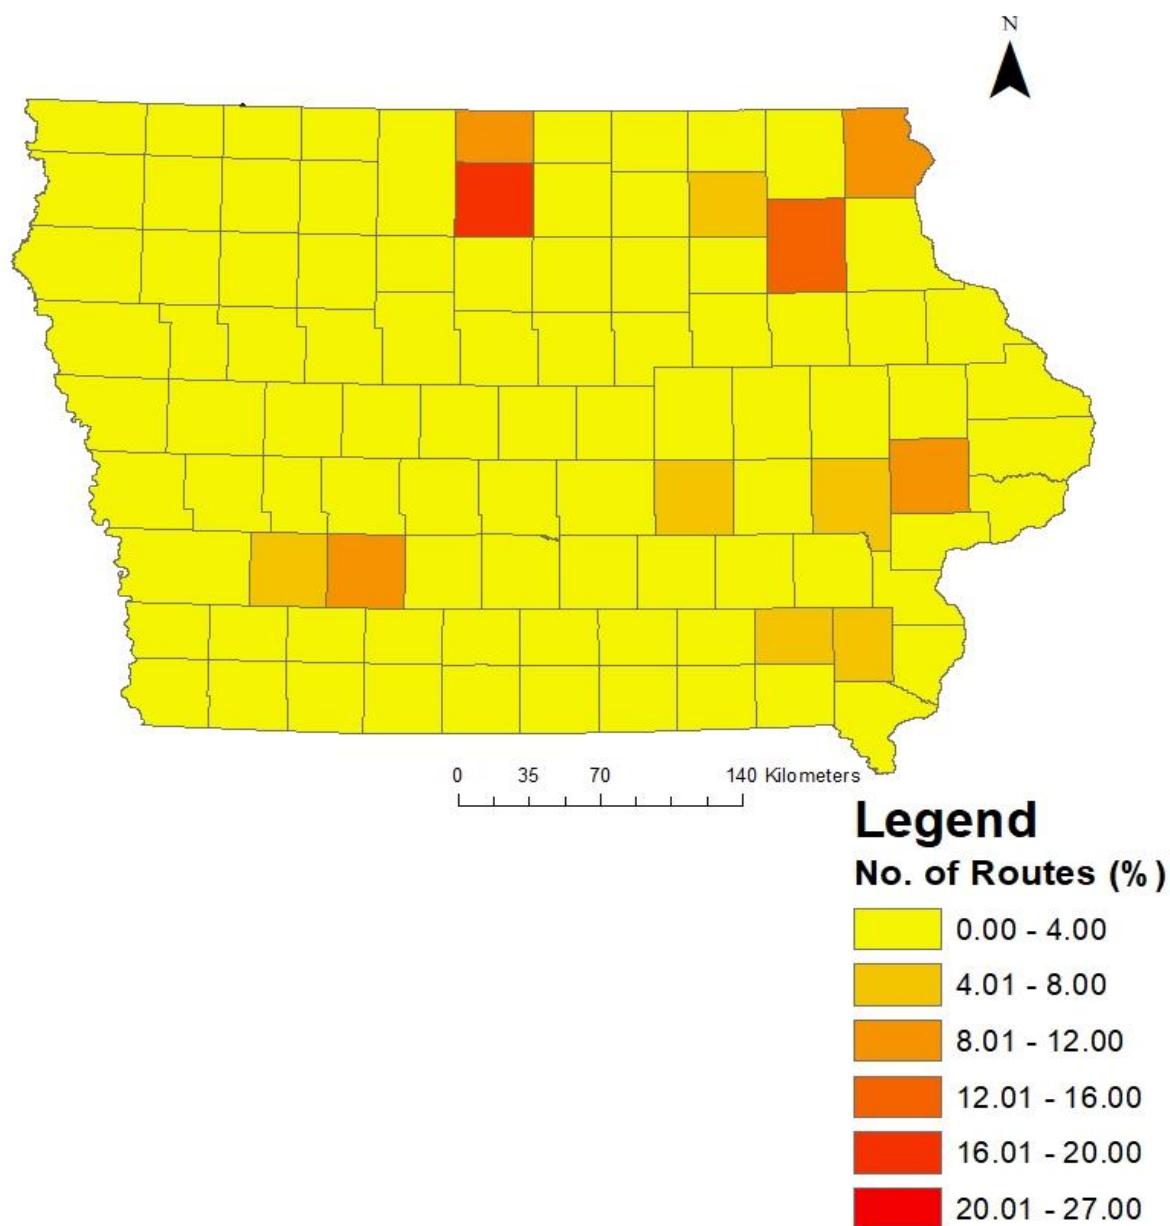 N
0 35 70 140 Kilometers
Legend
No. of Routes (%)
0.00 - 4.00
4.01 - 8.00
8.01 - 12.00
12.01 - 16.00
16.01 - 20.00
20.01 - 27.00